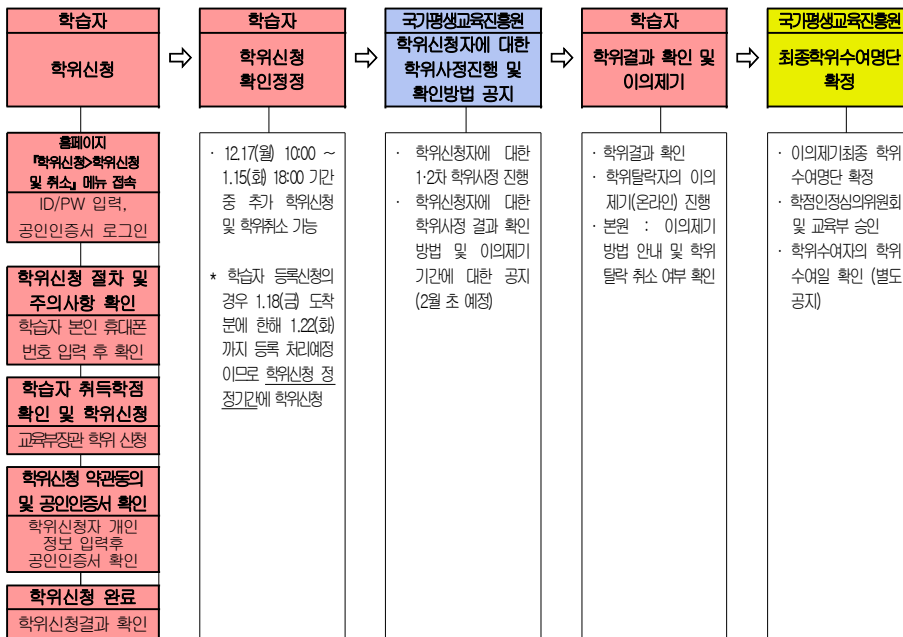 학습자
학위신청
학습자
학위신청
확인정정
국가평생교육진흥원
학위신청자에 대한
학위사정진행 및
확인방법 공지
학습자
학위결과 확인 및
이의제기
국가평생교육진흥원
최종학위수여명단
확정
홈페이지
『학위신청>학위신청
및 취소』 메뉴 접속
ID/PW 입력,
공인인증서 로그인
학위신청 절차 및
주의사항 확인
학습자 본인 휴대폰
번호 입력 후 확인
학습자 취득학점
확인 및 학위신청
교육부장관 학위 신청
학위신청 약관동의
및 공인인증서 확인
학위신청자 개인
정보 입력후
공인인증서 확인
학위신청 완료
학위신청결과 확인
· 12.17(월) 10:00 ~
1.15(화) 18:00 기간
중 추가 학위신청
및 학위취소 가능
* 학습자 등록신청의
경우 1.18(금) 도착
분에 한해 1.22(화)
까지 등록 처리예정
이므로 학위신청 정
정기간에 학위신청
· 학위신청자에 대한
1·2차 학위사정 진행
· 학위신청자에 대한
학위사정 결과 확인
방법 및 이의제기
기간에 대한 공지
(2월 초 예정)
· 학위결과 확인
· 학위탈락자의 이의
제기(온라인) 진행
· 본원 : 이의제기
방법 안내 및 학위
탈락 취소 여부 확인
· 이의제기최종 학위
수여명단 확정
· 학점인정심의위원회
및 교육부 승인
· 학위수여자의 학위
수여일 확인 (별도
공지)